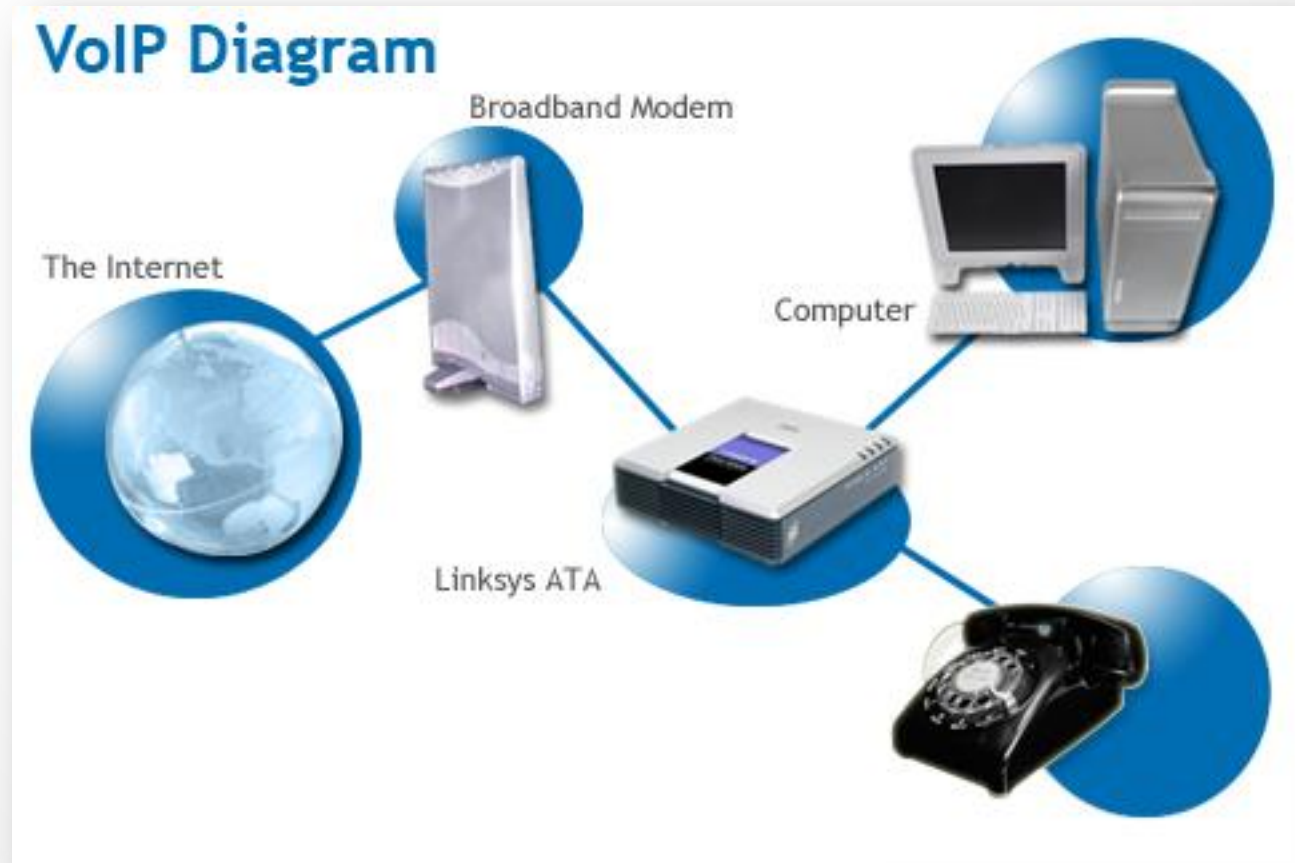 VoIP Diagram
Broadband Modem
The Internet
Computer
Linksys ATA